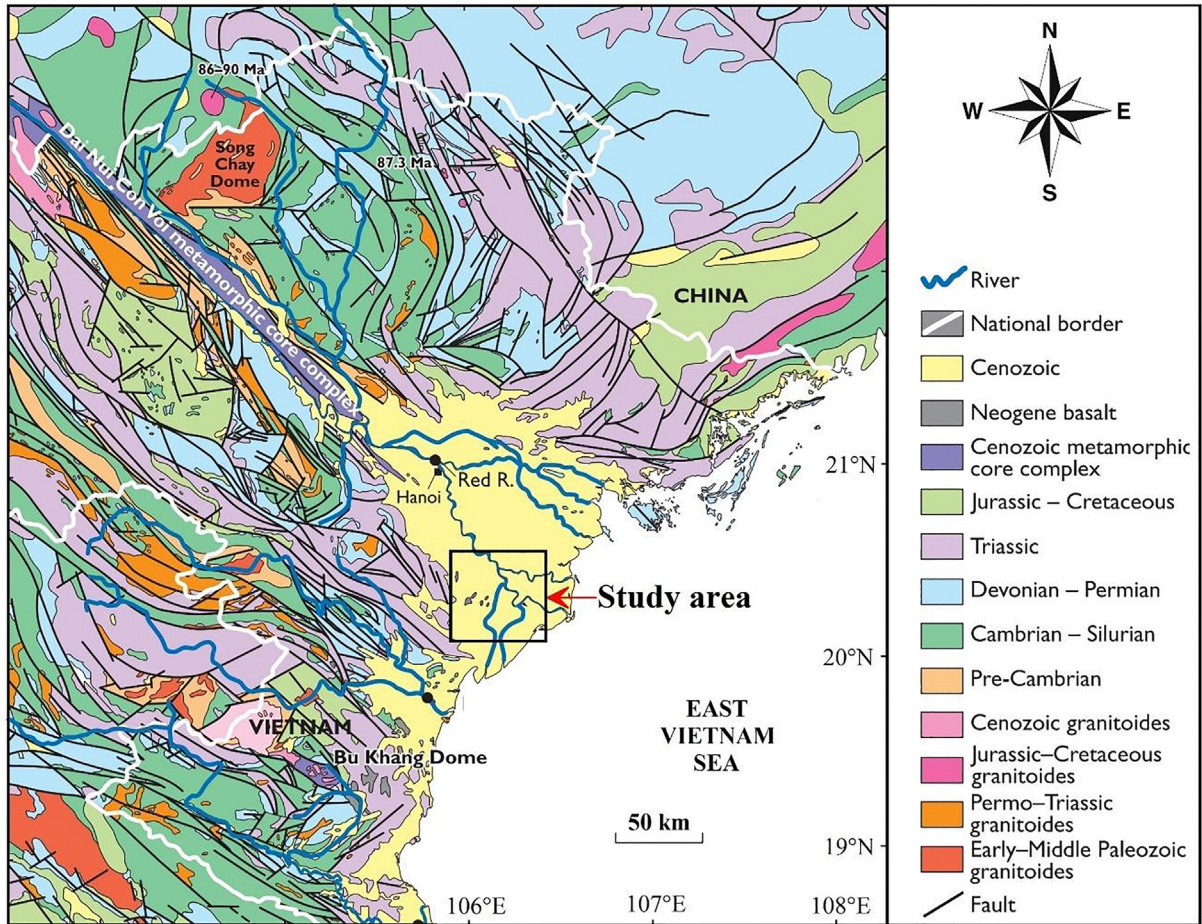 86–90 Ma
Song
Chay
Dome
87.3 Ma
Dai Nui Con Voi metamorphic core complex
CHINA
Hanoi
Red R.
Study area
VIETNAM
Bu Khang Dome
EAST
VIETNAM
SEA
50 km
21°N
20°N
19°N
106°E
107°E
108°E
N
W
E
S
River
National border
Cenozoic
Neogene basalt
Cenozoic metamorphic
core complex
Jurassic – Cretaceous
Triassic
Devonian – Permian
Cambrian – Silurian
Pre-Cambrian
Cenozoic granitoides
Jurassic–Cretaceous
granitoides
Permo–Triassic
granitoides
Early–Middle Paleozoic
granitoides
Fault